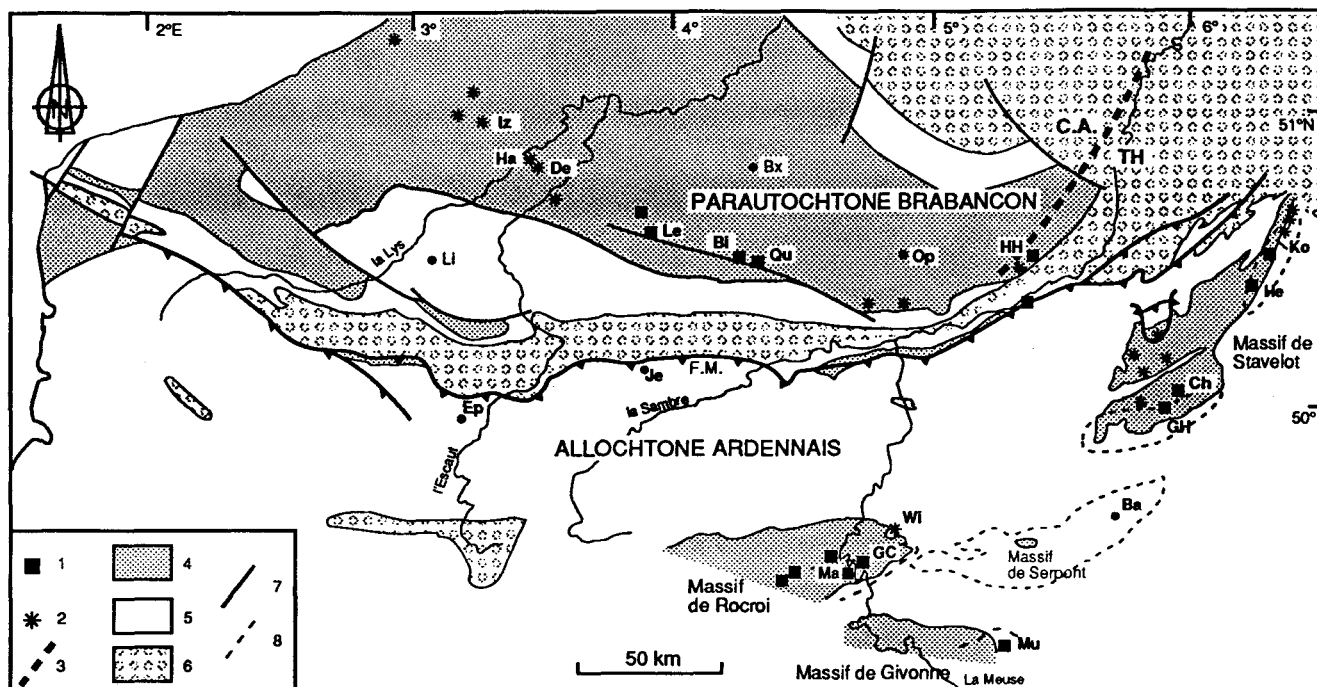 2°E
3°
4°
5°
6°
N
51°N
C.A.
TH
Iz
Ha
De
Bx
PARAUTOCHTONE BRABANCON
Le
Bi
Qu
Op
HH
Ko
la Lys
Li
He
Massif de
Stavelot
Je
F.M.
Ch
50°
Ep
la Sambre
GH
ALLOCHTONE ARDENNAIS
l'Escaut
Wi
Ba
GC
Massif
de Serpont
Ma
Massif
de Rocroi
Mu
50 km
Massif de Givonne
La Meuse
1
4
7
2
5
8
3
6